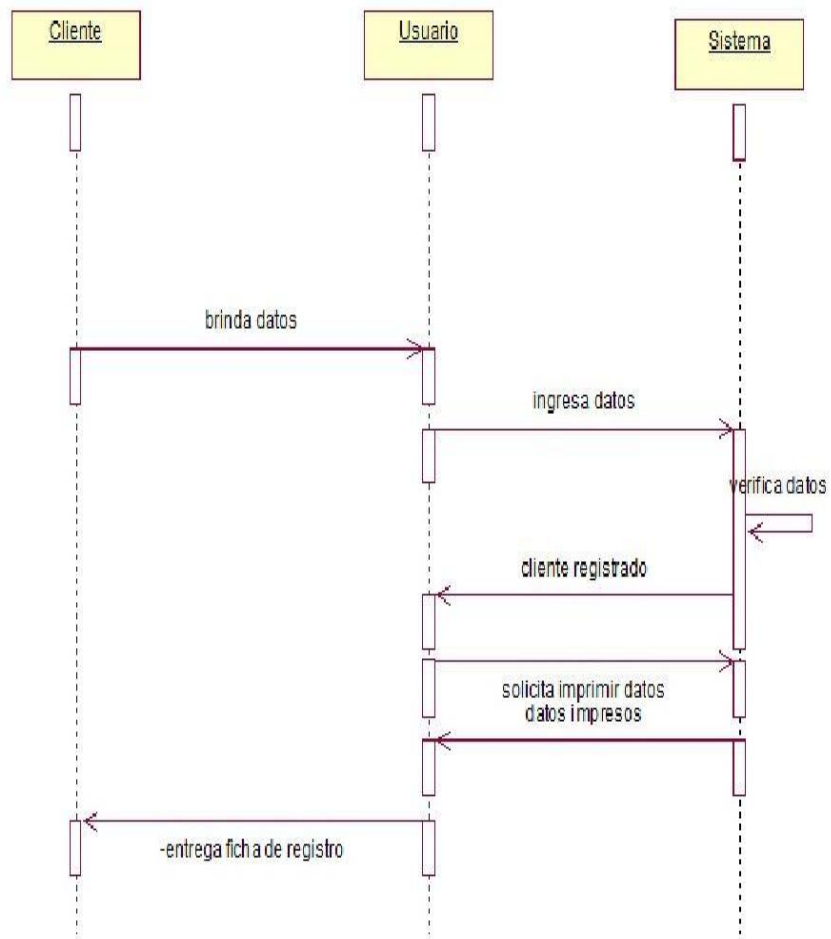 Cliente
Usuario
Sistema
brinda datos
ingresa datos
verifica datos
cliente registrado
solicita imprimir datos
datos impresos
-entrega ficha de registro